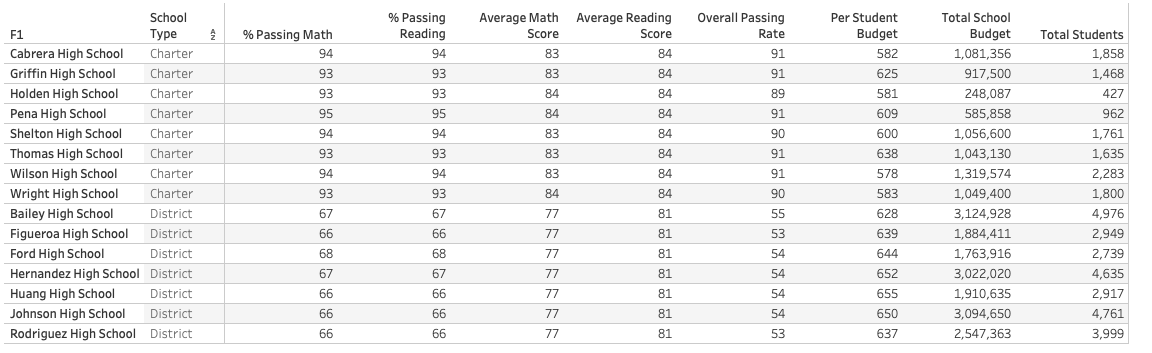 F1 School Type % Passing Math % Passing Reading Average Math Score Average Reading Score Overall Passing Rate Per Student Budget Total School Budget Total Students
Cabrera High School Charter 94 94 83 84 91 582 1,081,356 1,858
Griffin High School Charter 93 93 83 84 91 625 917,500 1,468
Holden High School Charter 93 93 84 84 89 581 248,087 427
Pena High School Charter 95 95 84 84 91 609 585,858 962
Shelton High School Charter 94 94 83 84 90 600 1,056,600 1,761
Thomas High School Charter 93 93 83 84 91 638 1,043,130 1,635
Wilson High School Charter 94 94 83 84 91 578 1,319,574 2,283
Wright High School Charter 93 93 84 84 90 583 1,049,400 1,800
Bailey High School District 67 67 77 81 55 628 3,124,928 4,976
Figueroa High School District 66 66 77 81 53 639 1,884,411 2,949
Ford High School District 68 68 77 81 54 644 1,763,916 2,739
Hernandez High School District 67 67 77 81 54 652 3,022,020 4,635
Huang High School District 66 66 77 81 54 655 1,910,635 2,917
Johnson High School District 66 66 77 81 54 650 3,094,650 4,761
Rodriguez High School District 66 66 77 81 53 637 2,547,363 3,999